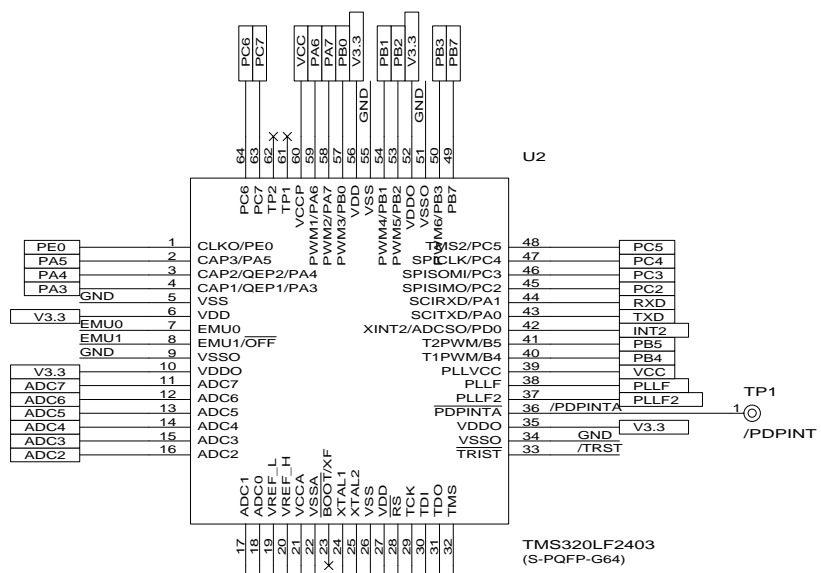 PC6
PC7
VCC
PA6
PA7
PB0
V3.3
GND
PB1
PB2
V3.3
GND
PB3
PB7
64
63
62
61
60
59
58
57
56
55
54
53
52
51
50
49
U2
PC6
PC7
TP2
TP1
VCCP
PWM1/PA6
PWM2/PA7
PWM3/PB0
VDD
VSS
PWM4/PB1
PWM5/PB2
VDDO
VSSO
PWM6/PB3
PB7
PE0 1 CLKO/PE0
PA5 2 CAP3/PA5
PA4 3 CAP2/QEP2/PA4
PA3 4 CAP1/QEP1/PA3
GND 5 VSS
V3.3 6 VDD
EMU0 7 EMU0
EMU1 8 EMU1/OFF
GND 9 VSSO
V3.3 10 VDDO
ADC7 11 ADC7
ADC6 12 ADC6
ADC5 13 ADC5
ADC4 14 ADC4
ADC3 15 ADC3
ADC2 16 ADC2
TMS2/PC5 48 PC5
SPICLK/PC4 47 PC4
SPISOMI/PC3 46 PC3
SPISIMO/PC2 45 PC2
SCIRXD/PA1 44 RXD
SCITXD/PA0 43 TXD
XINT2/ADCSO/PD0 42 INT2
T2PWM/B5 41 PB5
T1PWM/B4 40 PB4
PLLVCC 39 VCC
PLLF 38 PLLF
PLLF2 37 PLLF2
PDPINTA 36 /PDPINTA
VDDO 35 V3.3
VSSO 34 GND
TRIST 33 /TRST
TP1
1
/PDPINT
ADC1
ADC0
VREF_L
VREF_H
VCCA
VSSA
BOOT/XF
XTAL1
XTAL2
VSS
VDD
RS
TCK
TDI
TDO
TMS
17
18
19
20
21
22
23
24
25
26
27
28
29
30
31
32
TMS320LF2403
(S-PQFP-G64)